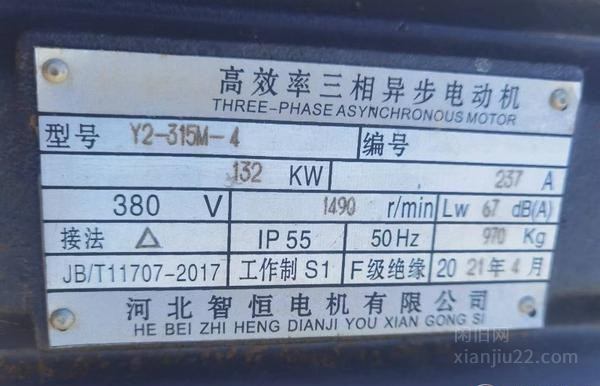 高效率三相异步电动机
THREE-PHASE ASYNCHRONOUS MOTOR
型号 Y2-315M-4 编号
132 KW 237 A
380 V 1490 r/min Lw 67 dB(A)
接法 △ IP 55 50Hz 970 Kg
JB/T11707-2017 工作制 S1 F级绝缘 20 21年 4 月
河北智恒电机有限公司
HE BEI ZHI HENG DIANJI YOU XIAN GONG SI
闲旧网
xianjiu22.com